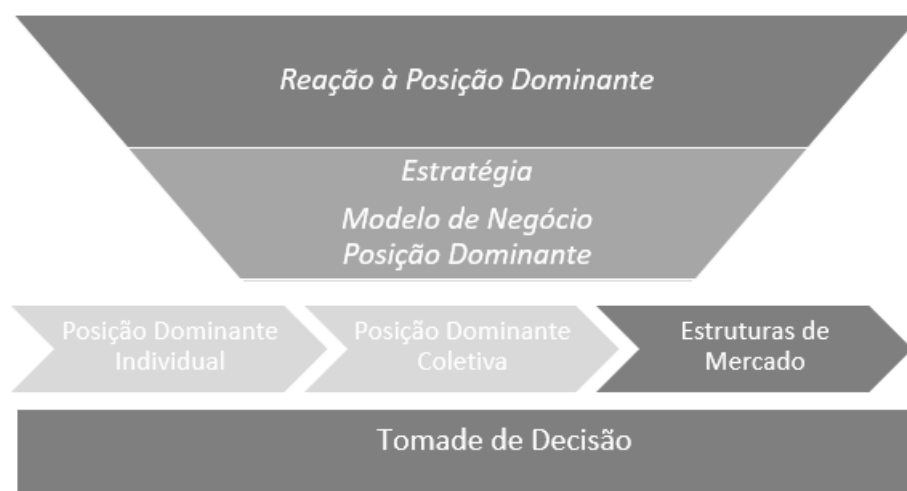 Reação à Posição Dominante
Estratégia
Modelo de Negócio
Posição Dominante
Posição Dominante
Individual
Posição Dominante
Coletiva
Estruturas de
Mercado
Tomade de Decisão